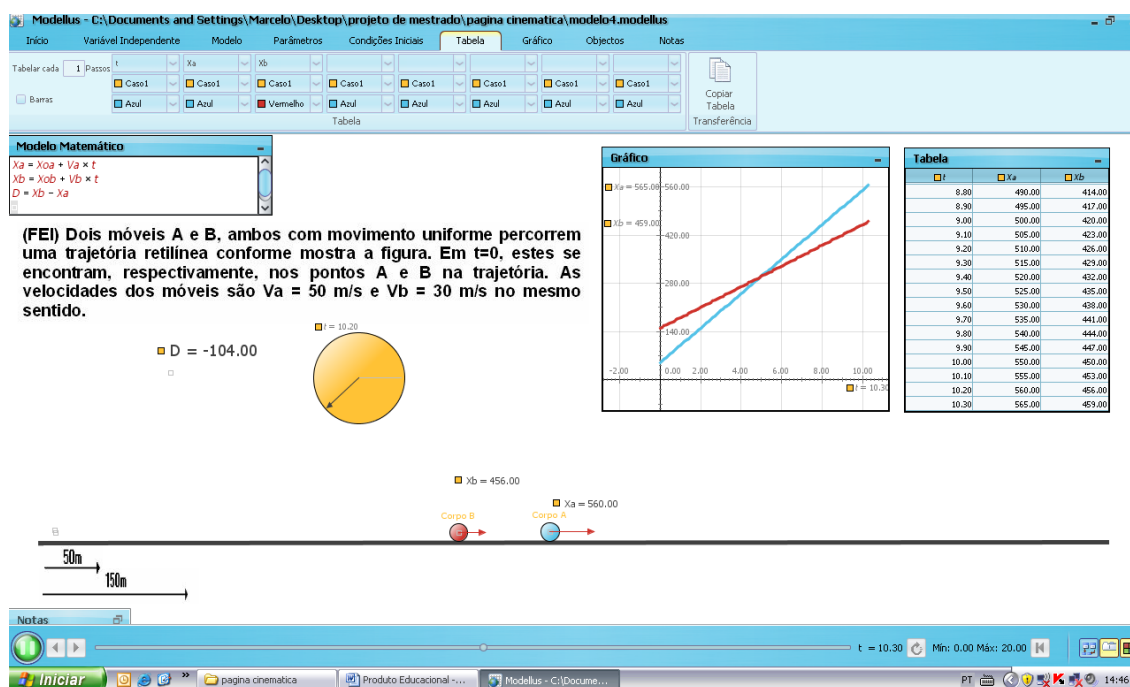 Modellus - C:\Documents and Settings\Marcelo\Desktop\projeto de mestrado\pagina cinematica\modelo4.modellus
Início Variável Independente Modelo Parâmetros Condições Iniciais Tabela Gráfico Objectos Notas
Tabelar cada 1 Passos t Xa Xb
Caso1 Caso1 Caso1 Caso1 Caso1 Caso1 Caso1 Caso1
Barras Azul Azul Vermelho Azul Azul Azul Azul Azul
Copiar
Tabela
Tabela Transferência
Modelo Matemático
Xa = Xoa + Va × t
Xb = Xob + Vb × t
D = Xb - Xa
(FEI) Dois móveis A e B, ambos com movimento uniforme percorrem
uma trajetória retilínea conforme mostra a figura. Em t=0, estes se
encontram, respectivamente, nos pontos A e B na trajetória. As
velocidades dos móveis são Va = 50 m/s e Vb = 30 m/s no mesmo
sentido.
t = 10.20
D = -104.00
Gráfico
Xa = 565.00 560.00
Xb = 459.00
420.00
280.00
140.00
-2.00 0.00 2.00 4.00 6.00 8.00 10.00
t = 10.30
Tabela
t Xa Xb
8.80 490.00 414.00
8.90 495.00 417.00
9.00 500.00 420.00
9.10 505.00 423.00
9.20 510.00 426.00
9.30 515.00 429.00
9.40 520.00 432.00
9.50 525.00 435.00
9.60 530.00 438.00
9.70 535.00 441.00
9.80 540.00 444.00
9.90 545.00 447.00
10.00 550.00 450.00
10.10 555.00 453.00
10.20 560.00 456.00
10.30 565.00 459.00
Xb = 456.00
Xa = 560.00
Corpo B Corpo A
50m
150m
Notas
t = 10.30 Mín: 0.00 Máx: 20.00
Iniciar pagina cinematica Produto Educacional -... Modellus - C:\Docume... PT 14:46